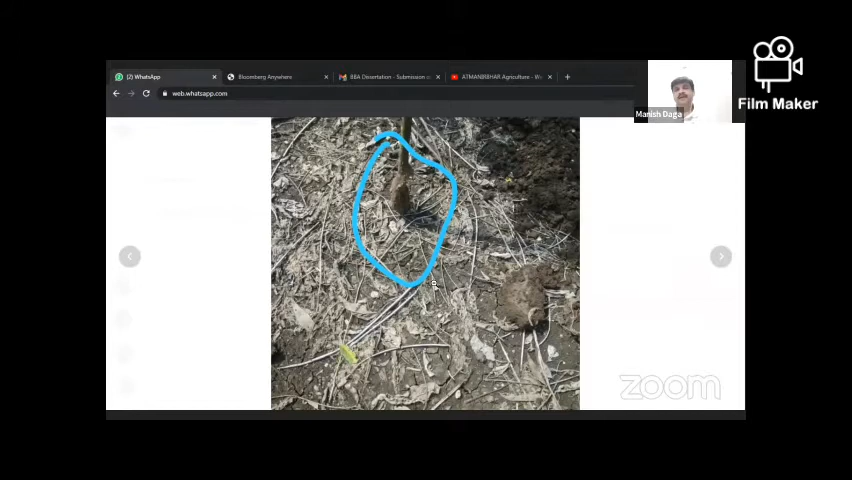 (2) WhatsApp
Bloomberg Anywhere
BBA Dissertation - Submission o
ATMANIRBHAR Agriculture - W
web.whatsapp.com
Manish Daga
Film Maker
zoom